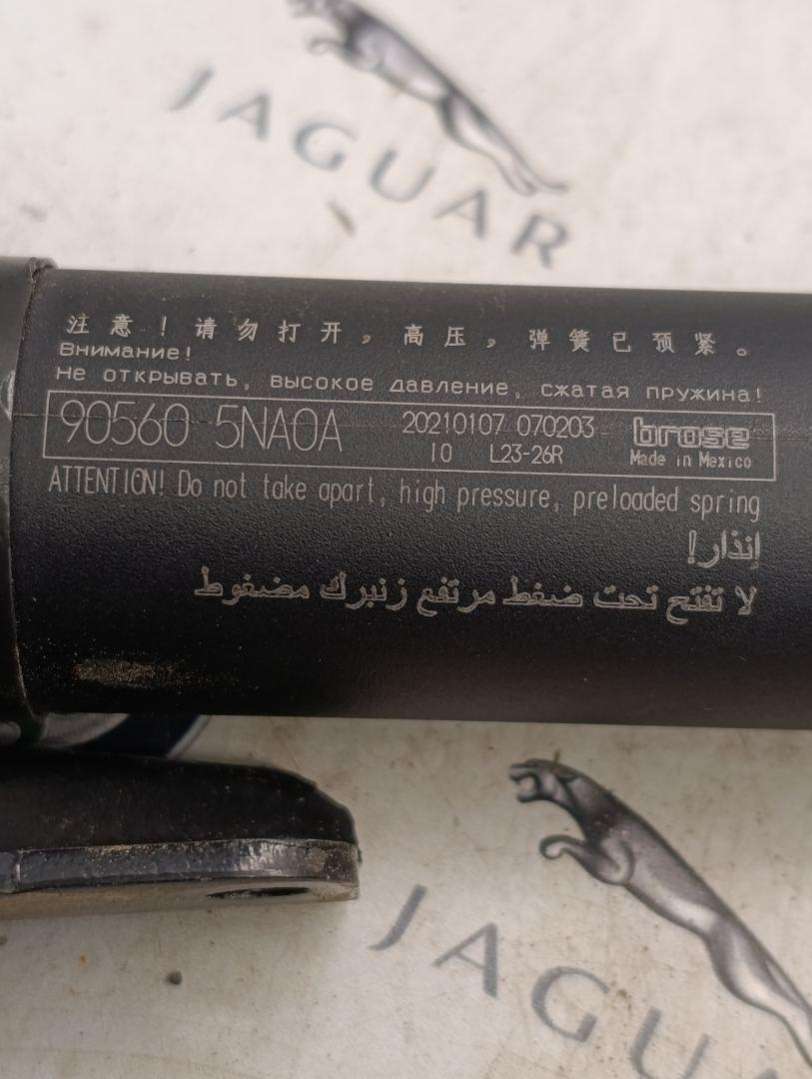 JAGUAR
注意!请勿打开,高压,弹簧已预紧。
Внимание!
Не открывать, высокое давление, сжатая пружина!
90560 5NA0A 20210107 070203 brose
10 L23-26R Made in Mexico
ATTENTION! Do not take apart, high pressure, preloaded spring
إنذار!
لا تفتح تحت ضغط مرتفع زنبرك مضغوط
JAGU